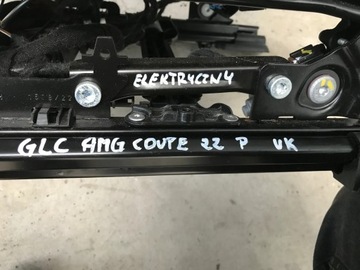 ELEKTRYCZNY
GLC AMG COUPE 22 P UK